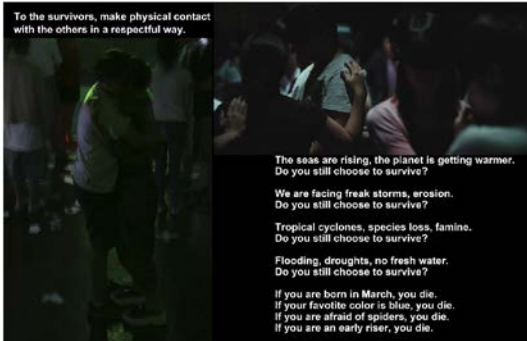 To the survivors, make physical contact
with the others in a respectful way.
The seas are rising, the planet is getting warmer.
Do you still choose to survive?
We are facing freak storms, erosion.
Do you still choose to survive?
Tropical cyclones, species loss, famine.
Do you still choose to survive?
Flooding, droughts, no fresh water.
Do you still choose to survive?
If you are born in March, you die.
If your favotite color is blue, you die.
If you are afraid of spiders, you die.
If you are an early riser, you die.